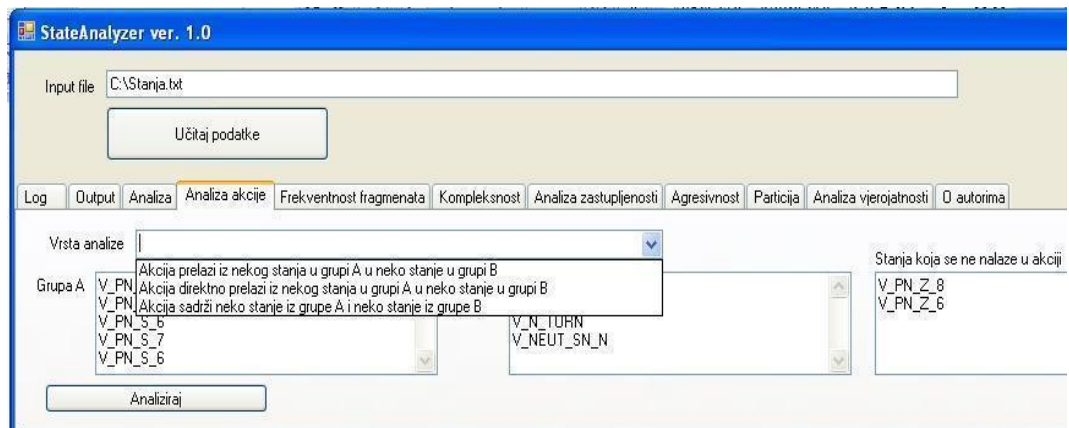 StateAnalyzer ver. 1.0
Input file C:\Stanja.txt
Učitaj podatke
Log Output Analiza Analiza akcije Frekventnost fragmenata Kompleksnost Analiza zastupljenosti Agresivnost Particija Analiza vjerojatnosti O autorima
Vrsta analize
Akcija prelazi iz nekog stanja u grupi A u neko stanje u grupi B
Akcija direktno prelazi iz nekog stanja u grupi A u neko stanje u grupi B
Akcija sadrži neko stanje iz grupe A i neko stanje iz grupe B
Stanja koja se ne nalaze u akciji
Grupa A
V_PN_
V_PN_
V_PN_S_6
V_PN_S_7
V_PN_S_6
V_N_TURN
V_NEUT_SN_N
V_PN_Z_8
V_PN_Z_6
Analiziraj